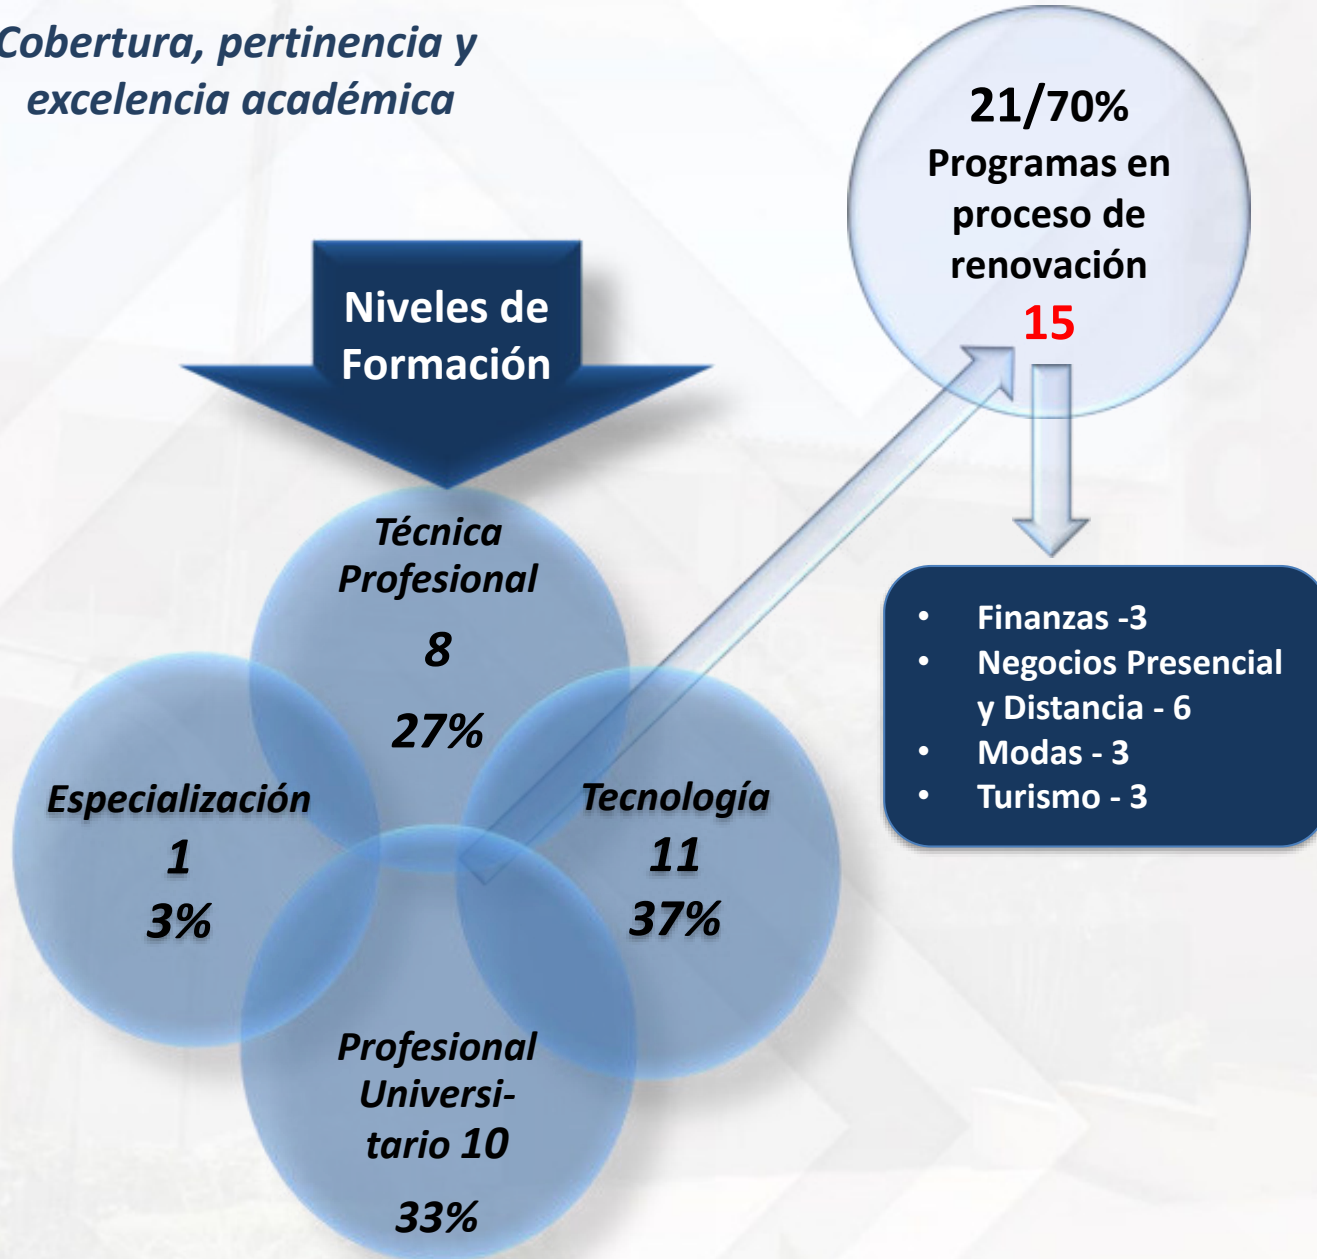 Cobertura, pertinencia y
excelencia académica
21/70%
Programas en
proceso de
renovación
15
Niveles de
Formación
Técnica
Profesional
8
27%
Especialización
1
3%
Tecnología
11
37%
Profesional
Universi-
tario 10
33%
• Finanzas -3
• Negocios Presencial
y Distancia - 6
• Modas - 3
• Turismo - 3